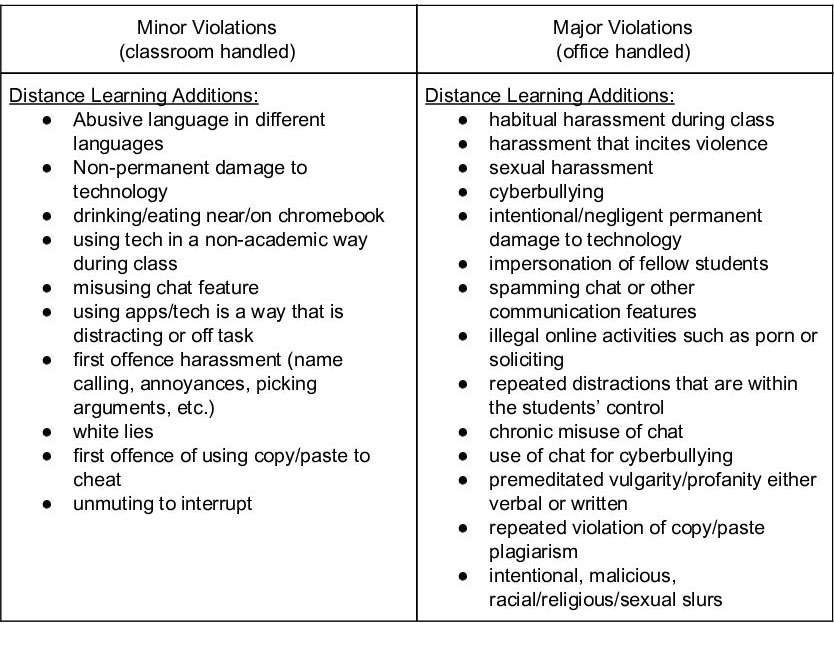 Minor Violations
(classroom handled)
Major Violations
(office handled)
Distance Learning Additions:
● Abusive language in different
languages
● Non-permanent damage to
technology
● drinking/eating near/on chromebook
● using tech in a non-academic way
during class
● misusing chat feature
● using apps/tech is a way that is
distracting or off task
● first offence harassment (name
calling, annoyances, picking
arguments, etc.)
● white lies
● first offence of using copy/paste to
cheat
● unmuting to interrupt
Distance Learning Additions:
● habitual harassment during class
● harassment that incites violence
● sexual harassment
● cyberbullying
● intentional/negligent permanent
damage to technology
● impersonation of fellow students
● spamming chat or other
communication features
● illegal online activities such as porn or
soliciting
● repeated distractions that are within
the students’ control
● chronic misuse of chat
● use of chat for cyberbullying
● premeditated vulgarity/profanity either
verbal or written
● repeated violation of copy/paste
plagiarism
● intentional, malicious,
racial/religious/sexual slurs